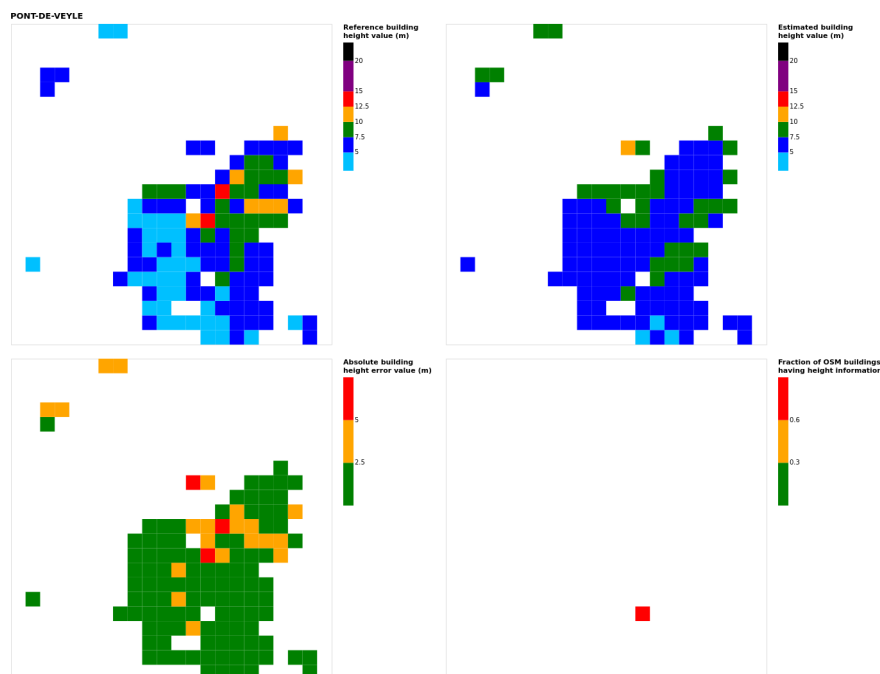 PONT-DE-VEYLE
Reference building
height value (m)
20
15
12.5
10
7.5
5
Estimated building
height value (m)
20
15
12.5
10
7.5
5
Absolute building
height error value (m)
5
2.5
Fraction of OSM buildings
having height information
0.6
0.3